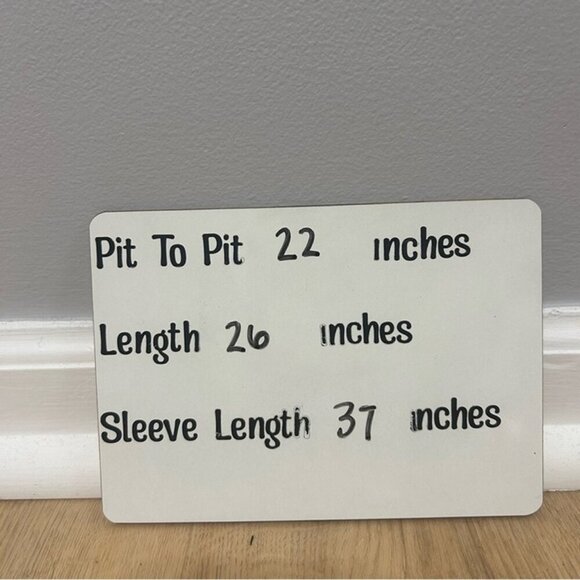 Pit To Pit 22 inches
Length 26 inches
Sleeve Length 37 inches